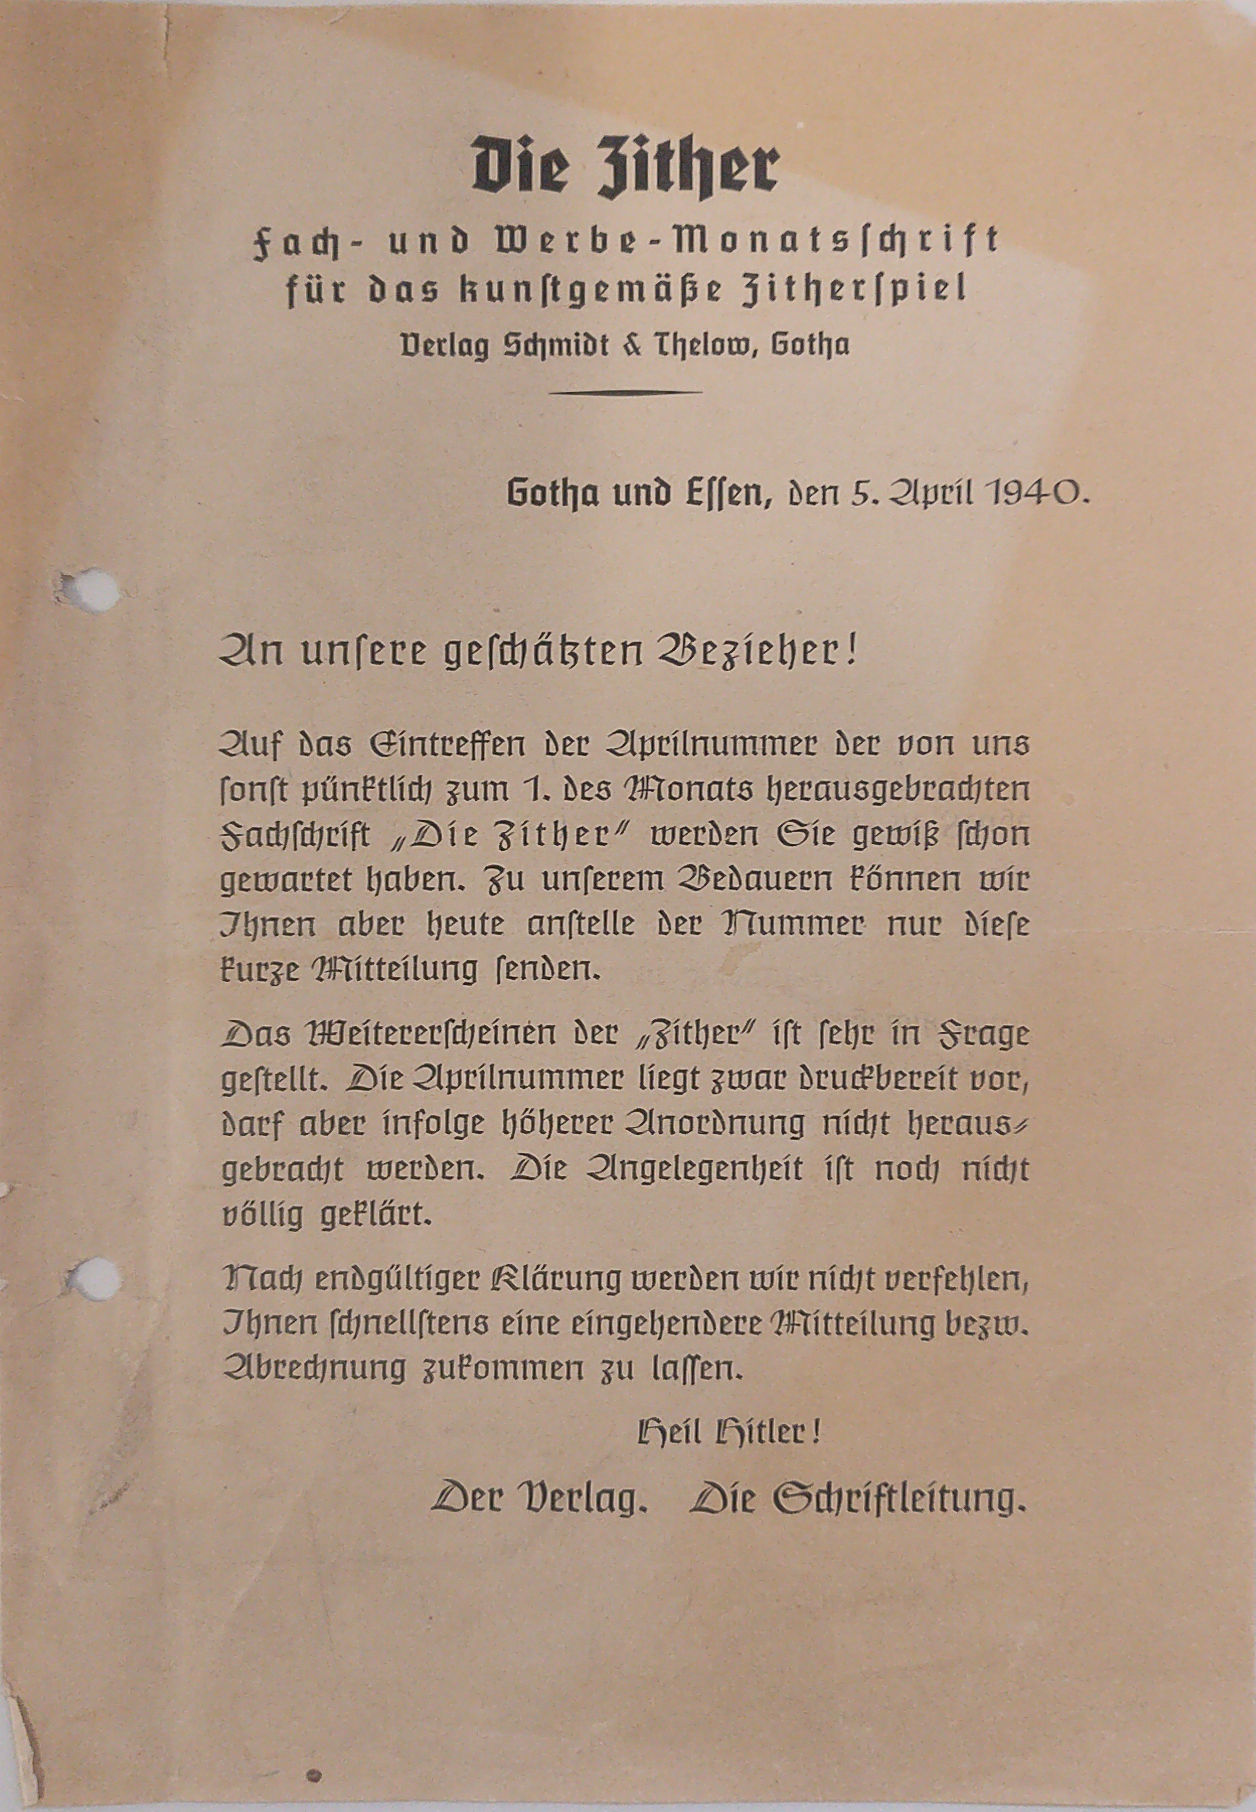 Die Zither
Fach- und Werbe-Monatsschrift
für das kunstgemäße Zitherspiel
Verlag Schmidt & Thelow, Gotha
Gotha und Essen, den 5. April 1940.
An unsere geschätzten Bezieher!
Auf das Eintreffen der Aprilnummer der von uns
sonst pünktlich zum 1. des Monats herausgebrachten
Fachschrift „Die Zither“ werden Sie gewiß schon
gewartet haben. Zu unserem Bedauern können wir
Ihnen aber heute anstelle der Nummer nur diese
kurze Mitteilung senden.
Das Weitererscheinen der „Zither“ ist sehr in Frage
gestellt. Die Aprilnummer liegt zwar druckbereit vor,
darf aber infolge höherer Anordnung nicht heraus-
gebracht werden. Die Angelegenheit ist noch nicht
völlig geklärt.
Nach endgültiger Klärung werden wir nicht verfehlen,
Ihnen schnellstens eine eingehendere Mitteilung bezw.
Abrechnung zukommen zu lassen.
Heil Hitler!
Der Verlag. Die Schriftleitung.